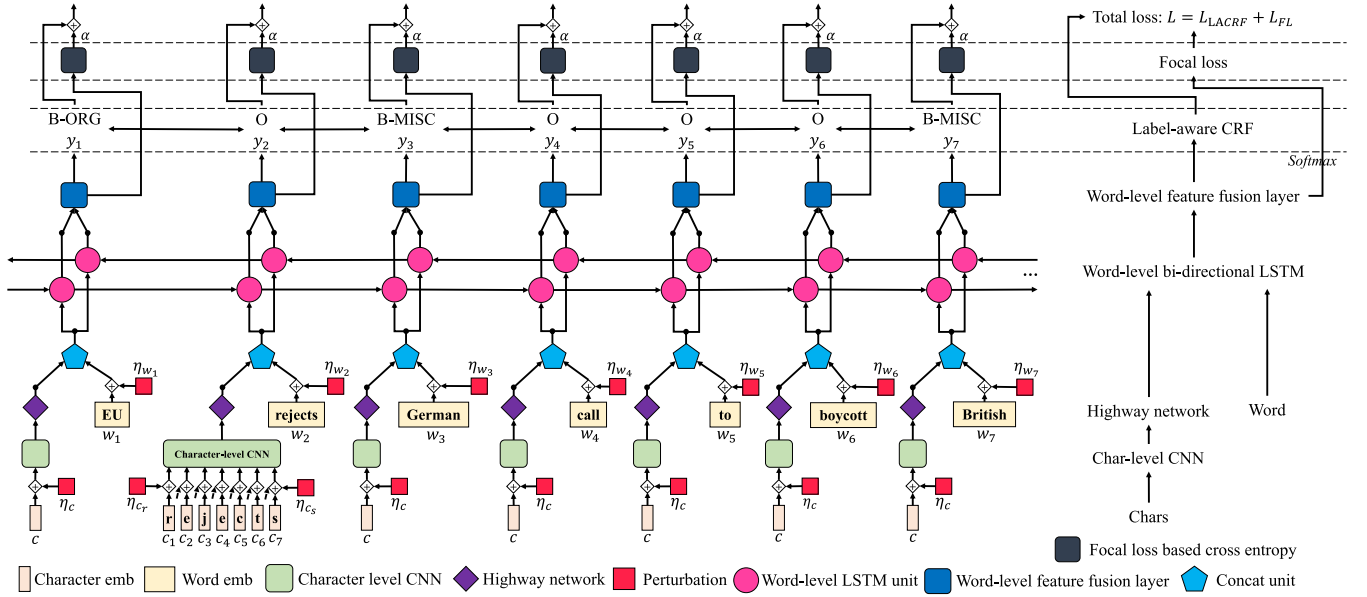 α α α α α α α Total loss: L = L_LACRF + L_FL
Focal loss
B-ORG O B-MISC O O O B-MISC
Label-aware CRF
y₁ y₂ y₃ y₄ y₅ y₆ y₇
Softmax
Word-level feature fusion layer
... Word-level bi-directional LSTM
η_w₁ η_w₂ η_w₃ η_w₄ η_w₅ η_w₆ η_w₇
EU rejects German call to boycott British Highway network Word
w₁ w₂ w₃ w₄ w₅ w₆ w₇
Character-level CNN Char-level CNN
η_c η_c_r η_c_s η_c η_c η_c η_c η_c
r e j e c t s Chars
c c₁ c₂ c₃ c₄ c₅ c₆ c₇ c c c c c
Focal loss based cross entropy
Character emb Word emb Character level CNN Highway network Perturbation Word-level LSTM unit Word-level feature fusion layer Concat unit